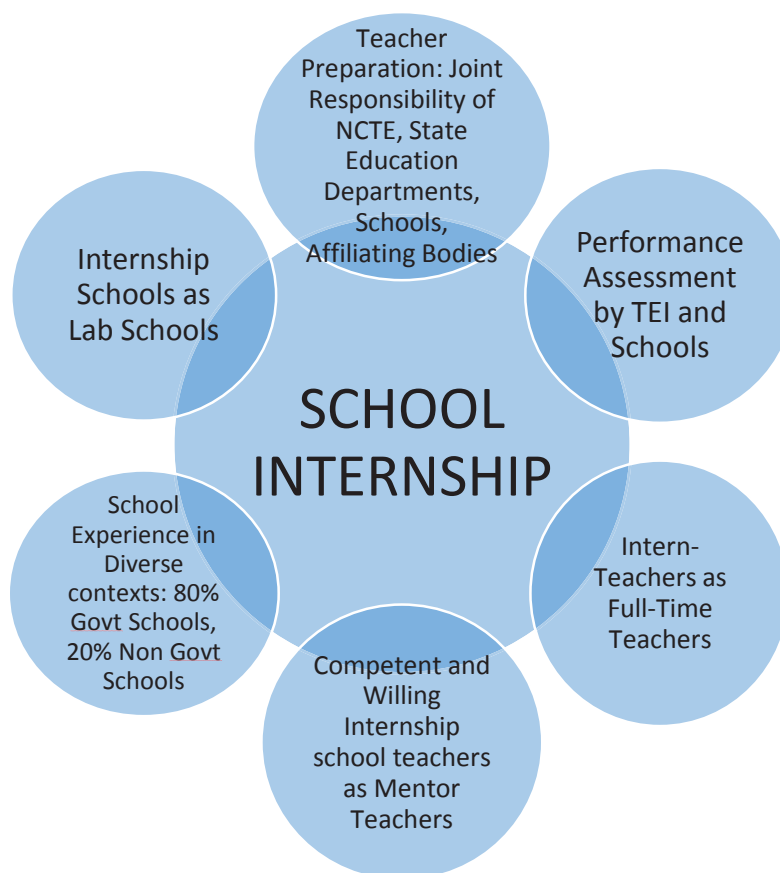 Teacher
Preparation: Joint
Responsibility of
NCTE, State
Education
Departments,
Schools,
Affiliating Bodies
Performance
Assessment
by TEI and
Schools
Intern-
Teachers as
Full-Time
Teachers
Competent and
Willing
Internship
school teachers
as Mentor
Teachers
School
Experience in
Diverse
contexts: 80%
Govt Schools,
20% Non Govt
Schools
Internship
Schools as
Lab Schools
SCHOOL
INTERNSHIP